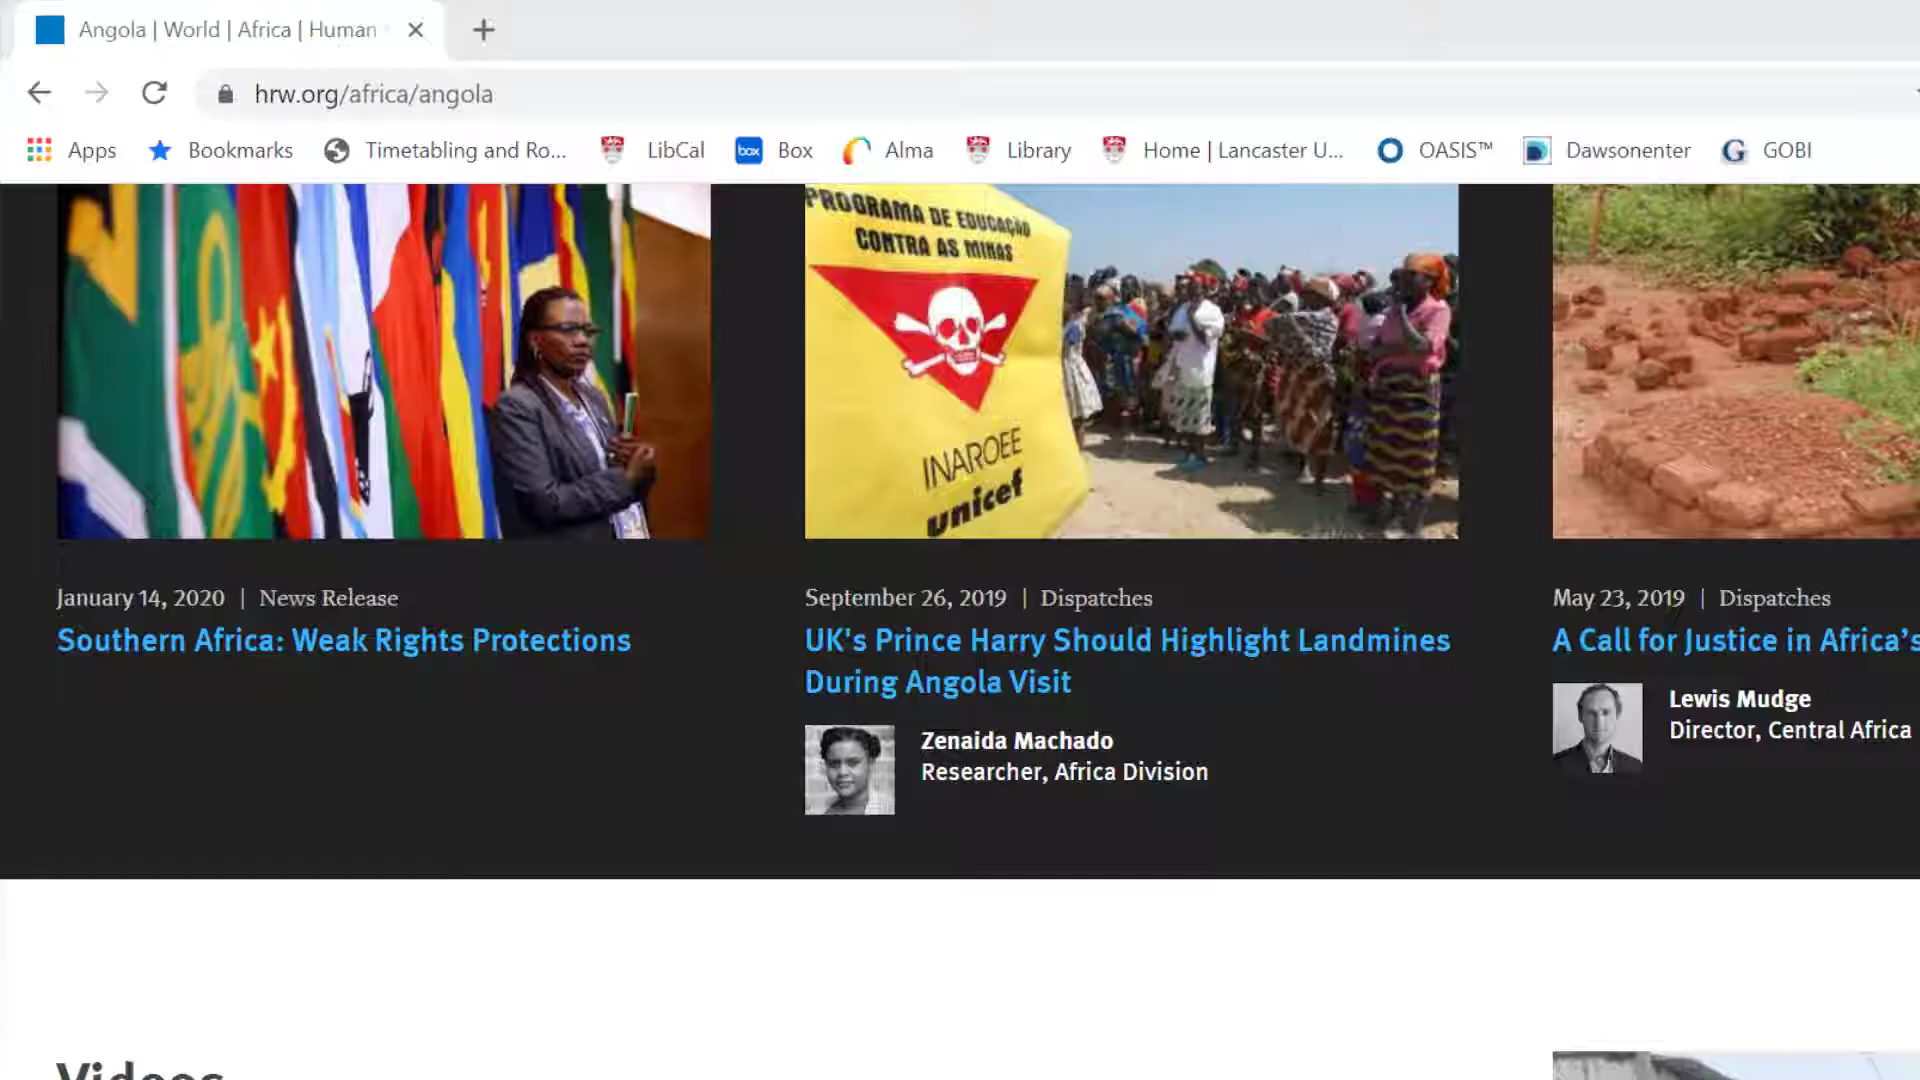 Angola | World | Africa | Human
hrw.org/africa/angola
Apps
Bookmarks
Timetabling and Ro...
LibCal
box
Box
Alma
Library
Home | Lancaster U...
OASIS™
Dawsonenter
G
GOBI
PROGRAMA DE EDUCAÇÃO
CONTRA AS MINAS
INAROEE
unicef
January 14, 2020 | News Release
Southern Africa: Weak Rights Protections
September 26, 2019 | Dispatches
UK's Prince Harry Should Highlight Landmines
During Angola Visit
Zenaida Machado
Researcher, Africa Division
May 23, 2019 | Dispatches
A Call for Justice in Africa's
Lewis Mudge
Director, Central Africa
Videos